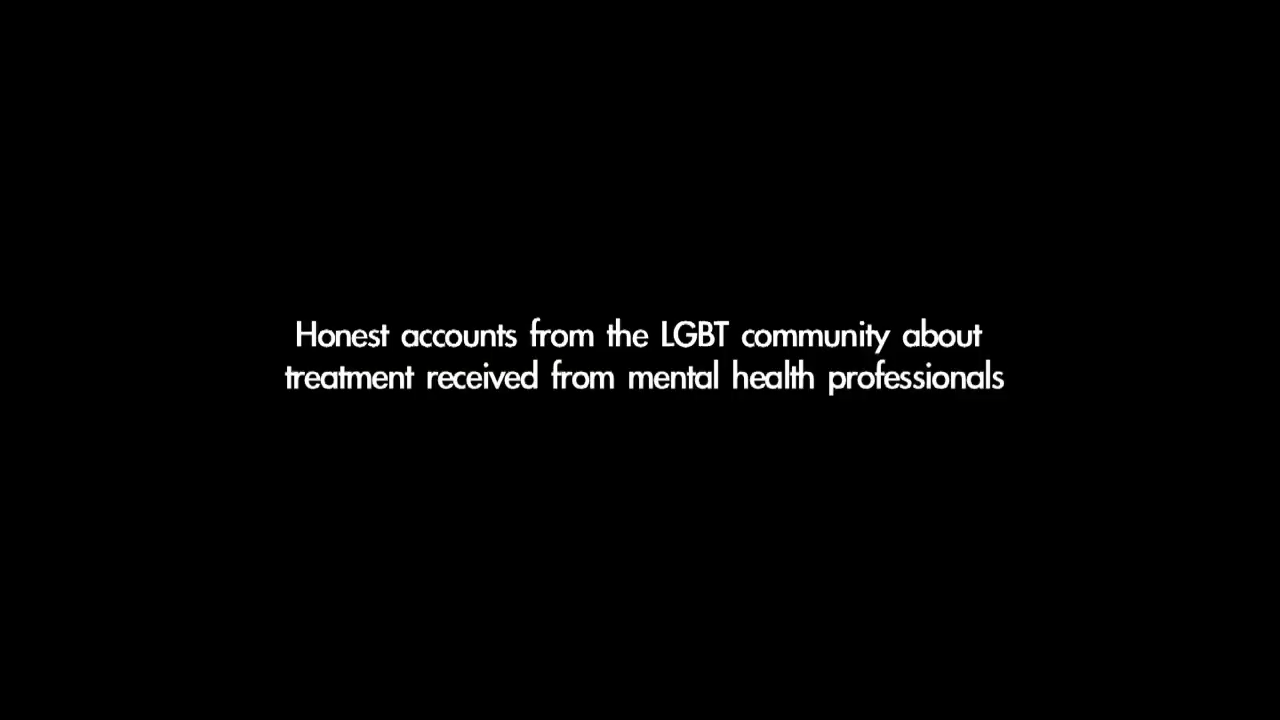 Honest accounts from the LGBT community about
treatment received from mental health professionals